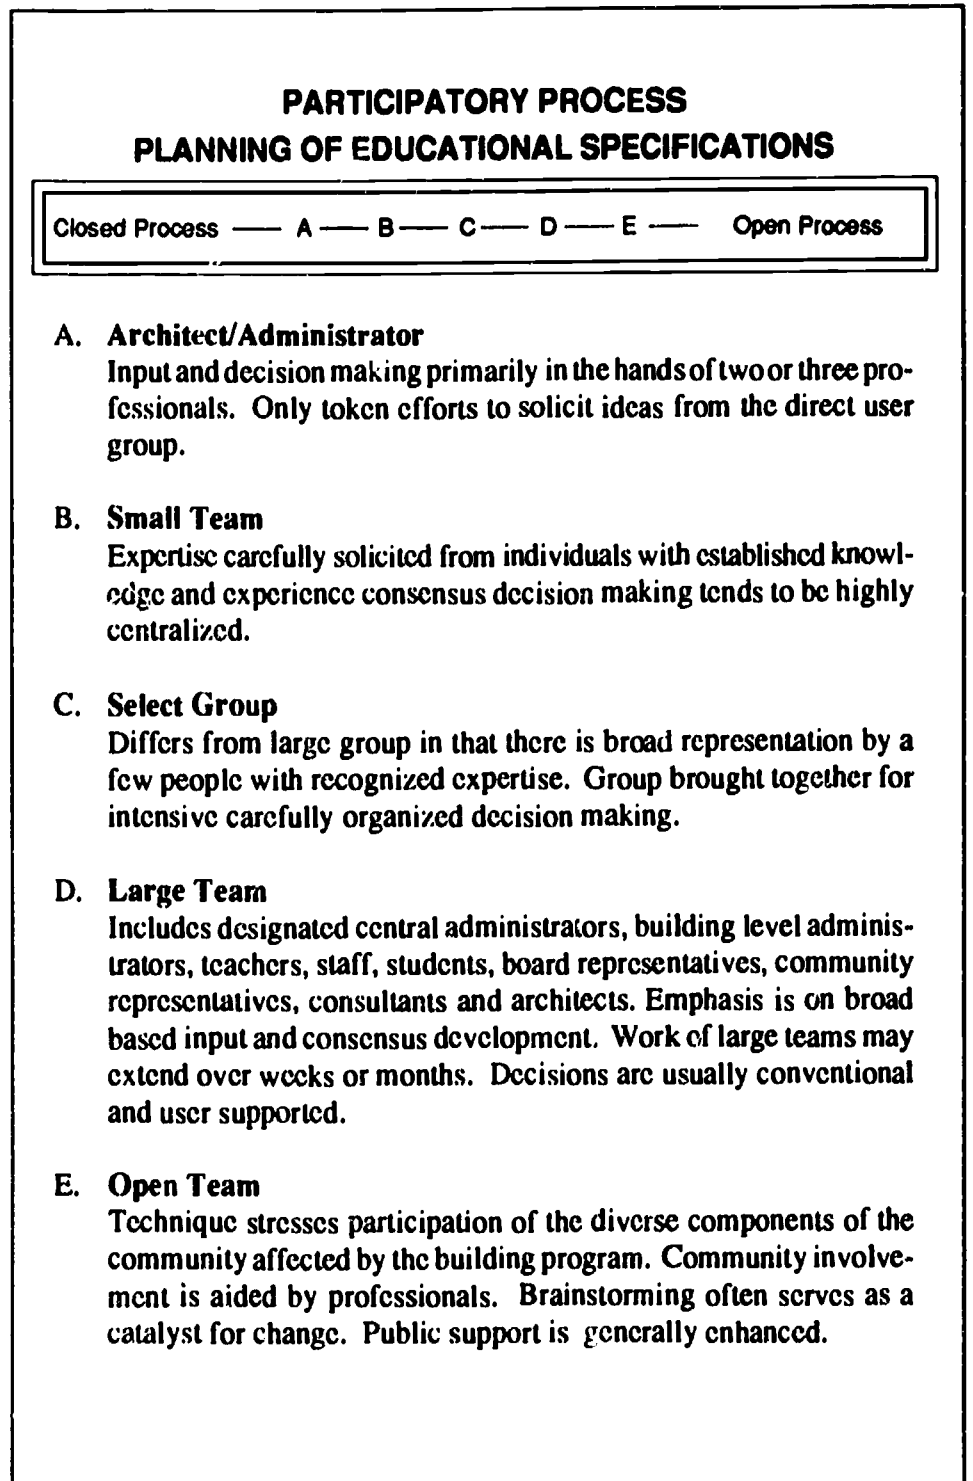 PARTICIPATORY PROCESS
PLANNING OF EDUCATIONAL SPECIFICATIONS
Closed Process —— A —— B —— C —— D —— E —— Open Process
A. Architect/Administrator
Input and decision making primarily in the hands of two or three pro-
fessionals. Only token efforts to solicit ideas from the direct user
group.
B. Small Team
Expertise carefully solicited from individuals with established knowl-
edge and experience consensus decision making tends to be highly
centralized.
C. Select Group
Differs from large group in that there is broad representation by a
few people with recognized expertise. Group brought together for
intensive carefully organized decision making.
D. Large Team
Includes designated central administrators, building level adminis-
trators, teachers, staff, students, board representatives, community
representatives, consultants and architects. Emphasis is on broad
based input and consensus development. Work of large teams may
extend over weeks or months. Decisions are usually conventional
and user supported.
E. Open Team
Technique stresses participation of the diverse components of the
community affected by the building program. Community involve-
ment is aided by professionals. Brainstorming often serves as a
catalyst for change. Public support is generally enhanced.